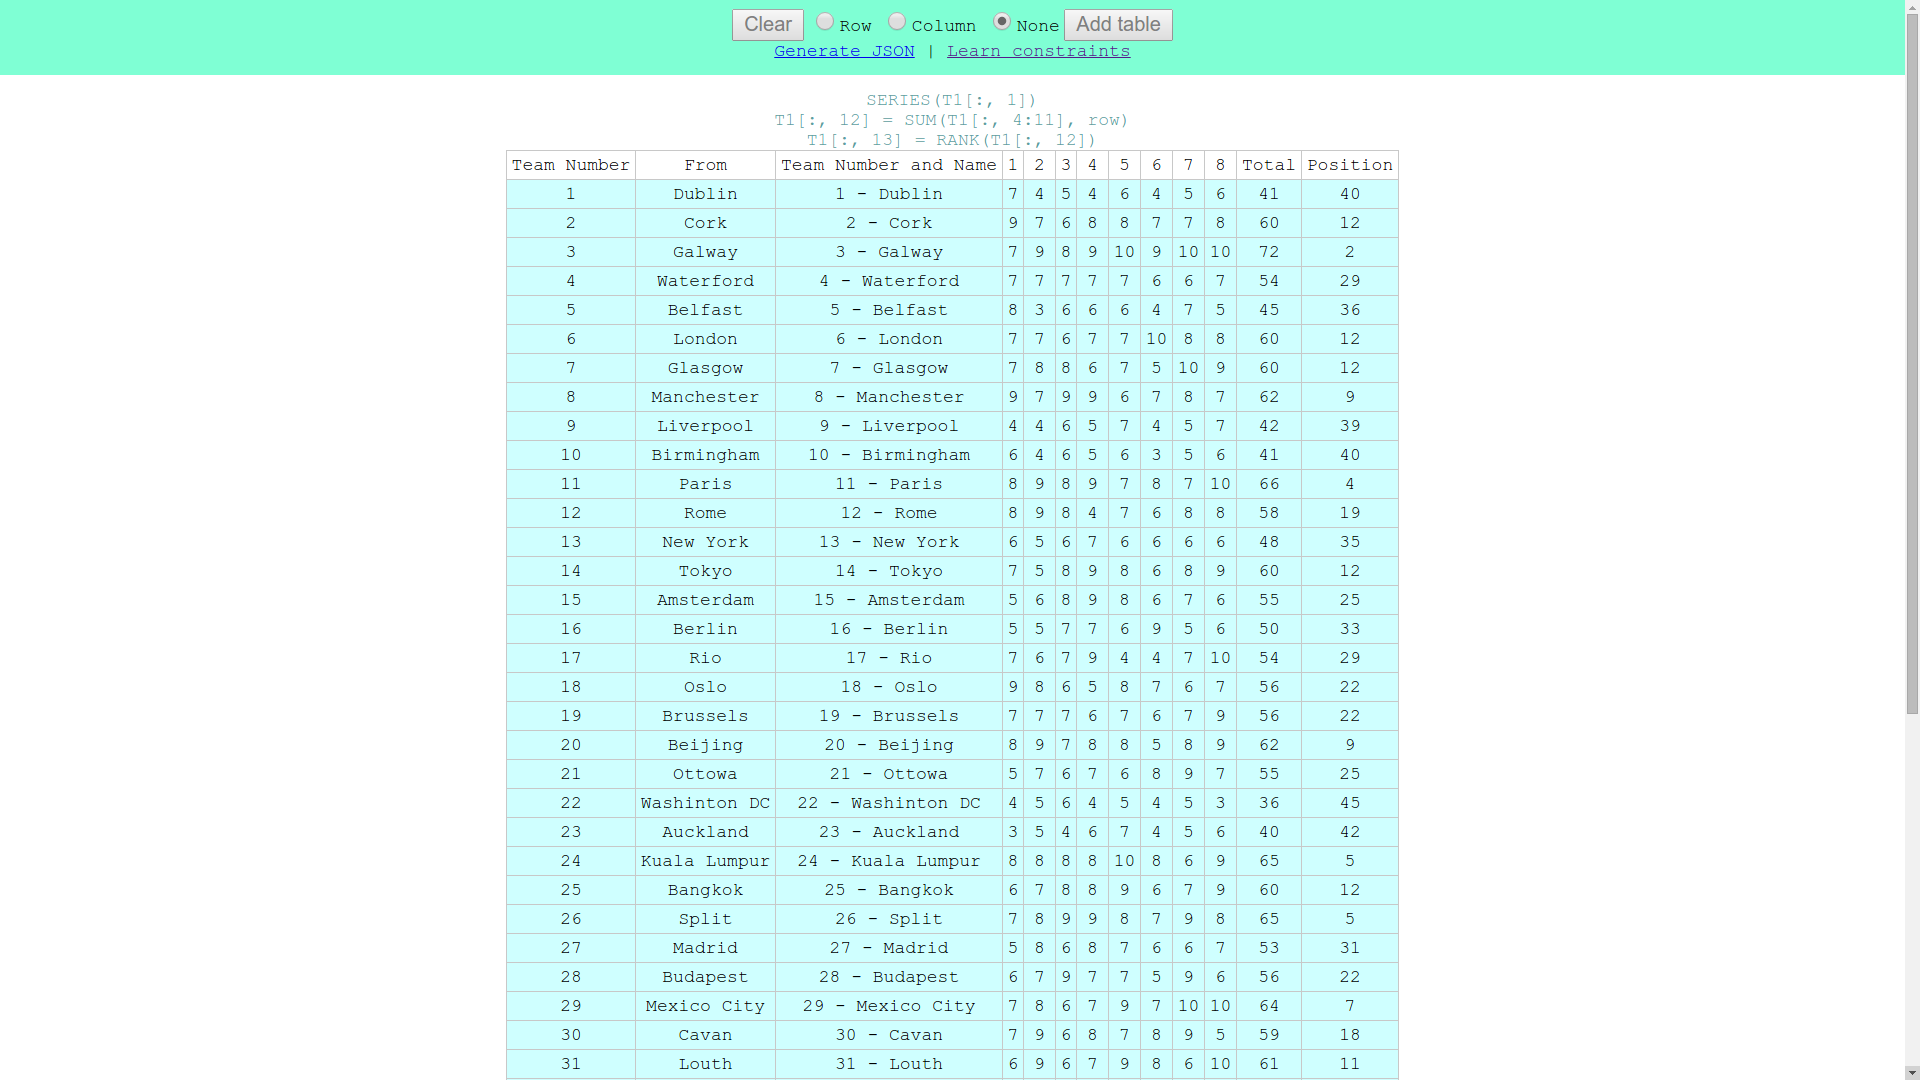 Clear Row Column None Add table
Generate JSON | Learn constraints
SERIES(T1[:, 1])
T1[:, 12] = SUM(T1[:, 4:11], row)
T1[:, 13] = RANK(T1[:, 12])
Team Number From Team Number and Name 1 2 3 4 5 6 7 8 Total Position
1 Dublin 1 - Dublin 7 4 5 4 6 4 5 6 41 40
2 Cork 2 - Cork 9 7 6 8 8 7 7 8 60 12
3 Galway 3 - Galway 7 9 8 9 10 9 10 10 72 2
4 Waterford 4 - Waterford 7 7 7 7 7 6 6 7 54 29
5 Belfast 5 - Belfast 8 3 6 6 6 4 7 5 45 36
6 London 6 - London 7 7 6 7 7 10 8 8 60 12
7 Glasgow 7 - Glasgow 7 8 8 6 7 5 10 9 60 12
8 Manchester 8 - Manchester 9 7 9 9 6 7 8 7 62 9
9 Liverpool 9 - Liverpool 4 4 6 5 7 4 5 7 42 39
10 Birmingham 10 - Birmingham 6 4 6 5 6 3 5 6 41 40
11 Paris 11 - Paris 8 9 8 9 7 8 7 10 66 4
12 Rome 12 - Rome 8 9 8 4 7 6 8 8 58 19
13 New York 13 - New York 6 5 6 7 6 6 6 6 48 35
14 Tokyo 14 - Tokyo 7 5 8 9 8 6 8 9 60 12
15 Amsterdam 15 - Amsterdam 5 6 8 9 8 6 7 6 55 25
16 Berlin 16 - Berlin 5 5 7 7 6 9 5 6 50 33
17 Rio 17 - Rio 7 6 7 9 4 4 7 10 54 29
18 Oslo 18 - Oslo 9 8 6 5 8 7 6 7 56 22
19 Brussels 19 - Brussels 7 7 7 6 7 6 7 9 56 22
20 Beijing 20 - Beijing 8 9 7 8 8 5 8 9 62 9
21 Ottowa 21 - Ottowa 5 7 6 7 6 8 9 7 55 25
22 Washinton DC 22 - Washinton DC 4 5 6 4 5 4 5 3 36 45
23 Auckland 23 - Auckland 3 5 4 6 7 4 5 6 40 42
24 Kuala Lumpur 24 - Kuala Lumpur 8 8 8 8 10 8 6 9 65 5
25 Bangkok 25 - Bangkok 6 7 8 8 9 6 7 9 60 12
26 Split 26 - Split 7 8 9 9 8 7 9 8 65 5
27 Madrid 27 - Madrid 5 8 6 8 7 6 6 7 53 31
28 Budapest 28 - Budapest 6 7 9 7 7 5 9 6 56 22
29 Mexico City 29 - Mexico City 7 8 6 7 9 7 10 10 64 7
30 Cavan 30 - Cavan 7 9 6 8 7 8 9 5 59 18
31 Louth 31 - Louth 6 9 6 7 9 8 6 10 61 11